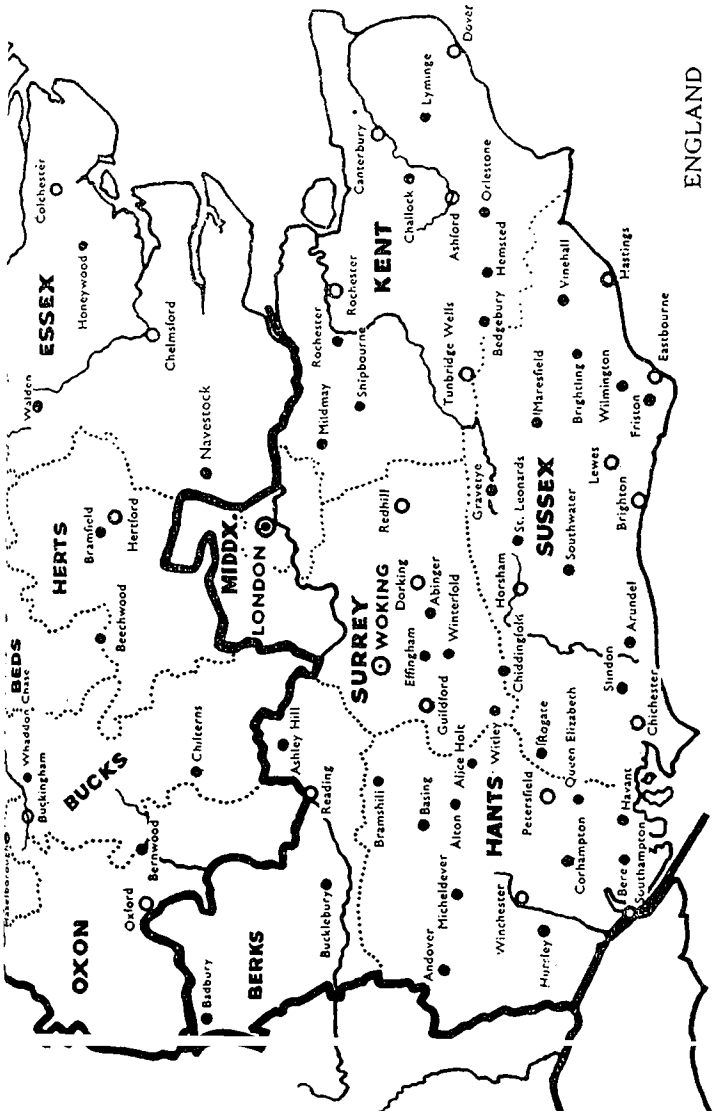 OXON
BUCKS
BEDS
HERTS
ESSEX
Buckingham
Whaddon Chase
Walden
Colchester
Honeywood
Chelmsford
Bramfield
Hertford
Beechwood
Chilterns
Bernwood
Oxford
Navestock
Badbury
BERKS
MIDDX.
LONDON
Ashley Hill
Reading
Bucklebury
Mildmay
Rochester
Rochester
Snipbourne
Canterbury
KENT
Challock
Ashford
Lyminge
Dover
Orlestone
Hemsted
Bedgebury
Tunbridge Wells
SURREY
WOKING
Redhill
Dorking
Abinger
Effingham
Winterfold
Guildford
Bramshill
Basing
Alton
Alice Holt
Micheldever
Andover
HANTS
Witley
Chiddingfold
Horsham
St. Leonards
Gravetye
SUSSEX
Southwater
Maresfield
Vinehall
Brightling
Hastings
Wilmington
Friston
Eastbourne
Lewes
Brighton
Arundel
Slindon
Chichester
Rogate
Queen Elizabeth
Petersfield
Corhampton
Winchester
Hursley
Bere
Havant
Southampton
ENGLAND